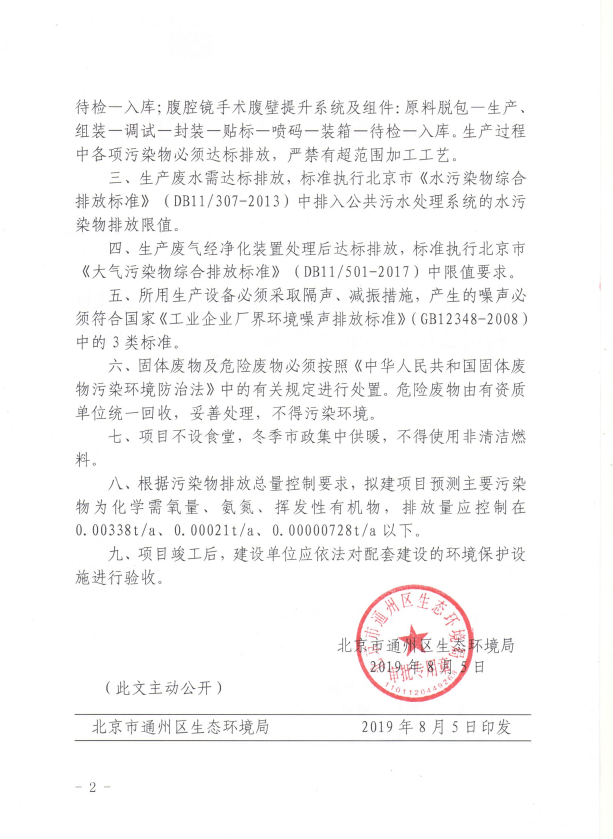 待检—入库；腹腔镜手术腹壁提升系统及组件：原料脱包—生产、
组装—调试—封装—贴标—喷码—装箱—待检—入库。生产过程
中各项污染物必须达标排放，严禁有超范围加工工艺。
三、生产废水需达标排放，标准执行北京市《水污染物综合
排放标准》（DB11/307-2013）中排入公共污水处理系统的水污
染物排放限值。
四、生产废气经净化装置处理后达标排放，标准执行北京市
《大气污染物综合排放标准》（DB11/501-2017）中限值要求。
五、所用生产设备必须采取隔声、减振措施，产生的噪声必
须符合国家《工业企业厂界环境噪声排放标准》（GB12348-2008）
中的 3 类标准。
六、固体废物及危险废物必须按照《中华人民共和国固体废
物污染环境防治法》中的有关规定进行处置。危险废物由有资质
单位统一回收，妥善处理，不得污染环境。
七、项目不设食堂，冬季市政集中供暖，不得使用非清洁燃
料。
八、根据污染物排放总量控制要求，拟建项目预测主要污染
物为化学需氧量、氨氮、挥发性有机物，排放量应控制在
0.00338t/a、0.00021t/a、0.00000728t/a 以下。
九、项目竣工后，建设单位应依法对配套建设的环境保护设
施进行验收。
北京市通州区生态环境局
2019 年 8 月 5 日
北京市通州区生态环境局
审批专用章
1101120449263
（此文主动公开）
北京市通州区生态环境局 2019 年 8 月 5 日印发
- 2 -